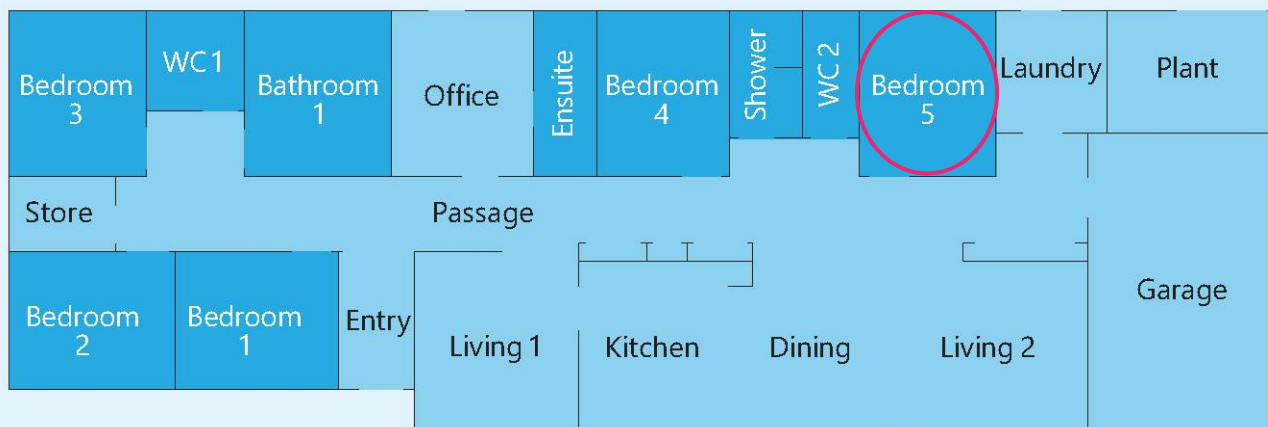 Bedroom
3
WC 1
Bathroom
1
Office
Ensuite
Bedroom
4
Shower
WC 2
Bedroom
5
Laundry
Plant
Store
Passage
Bedroom
2
Bedroom
1
Entry
Living 1
Kitchen
Dining
Living 2
Garage